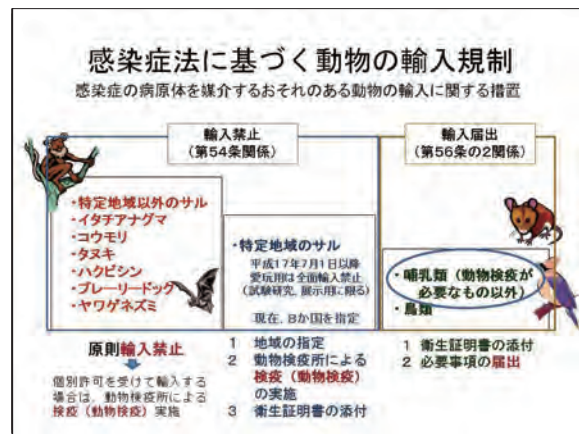 感染症法に基づく動物の輸入規制
感染症の病原体を媒介するおそれのある動物の輸入に関する措置
輸入禁止
(第54条関係)
輸入届出
(第56条の2関係)
・特定地域以外のサル
・イタチアナグマ
・コウモリ
・タヌキ
・ハクビシン
・プレーリードッグ
・ヤワゲネズミ
・特定地域のサル
平成17年7月1日以降
愛玩用は全面輸入禁止
(試験研究、展示用に限る)
現在、8か国を指定
・哺乳類(動物検疫が
必要なもの以外)
・鳥類
原則輸入禁止
個別許可を受けて輸入する
場合は、動物検疫所による
検疫(動物検疫)実施
1 地域の指定
2 動物検疫所による
検疫(動物検疫)
の実施
3 衛生証明書の添付
1 衛生証明書の添付
2 必要事項の届出